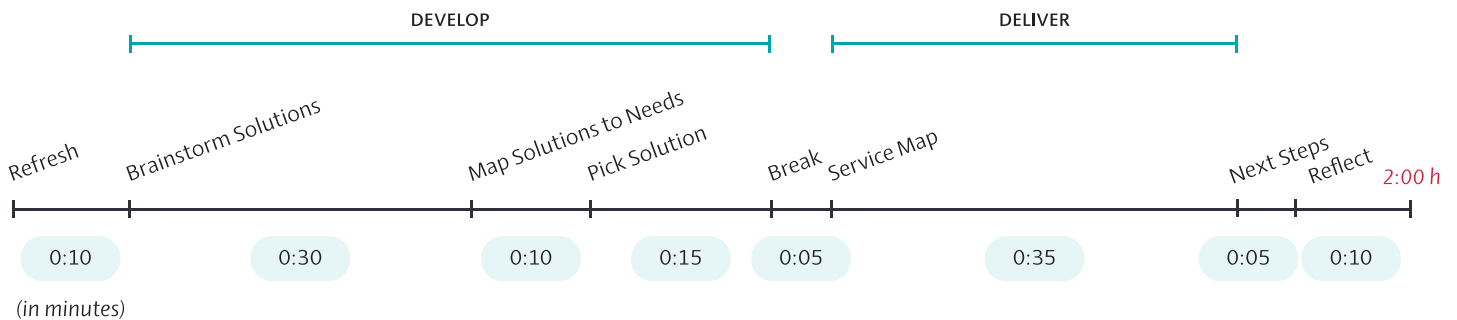 DEVELOP
DELIVER
Refresh
Brainstorm Solutions
Map Solutions to Needs
Pick Solution
Break
Service Map
Next Steps
Reflect
2:00 h
0:10
0:30
0:10
0:15
0:05
0:35
0:05
0:10
(in minutes)